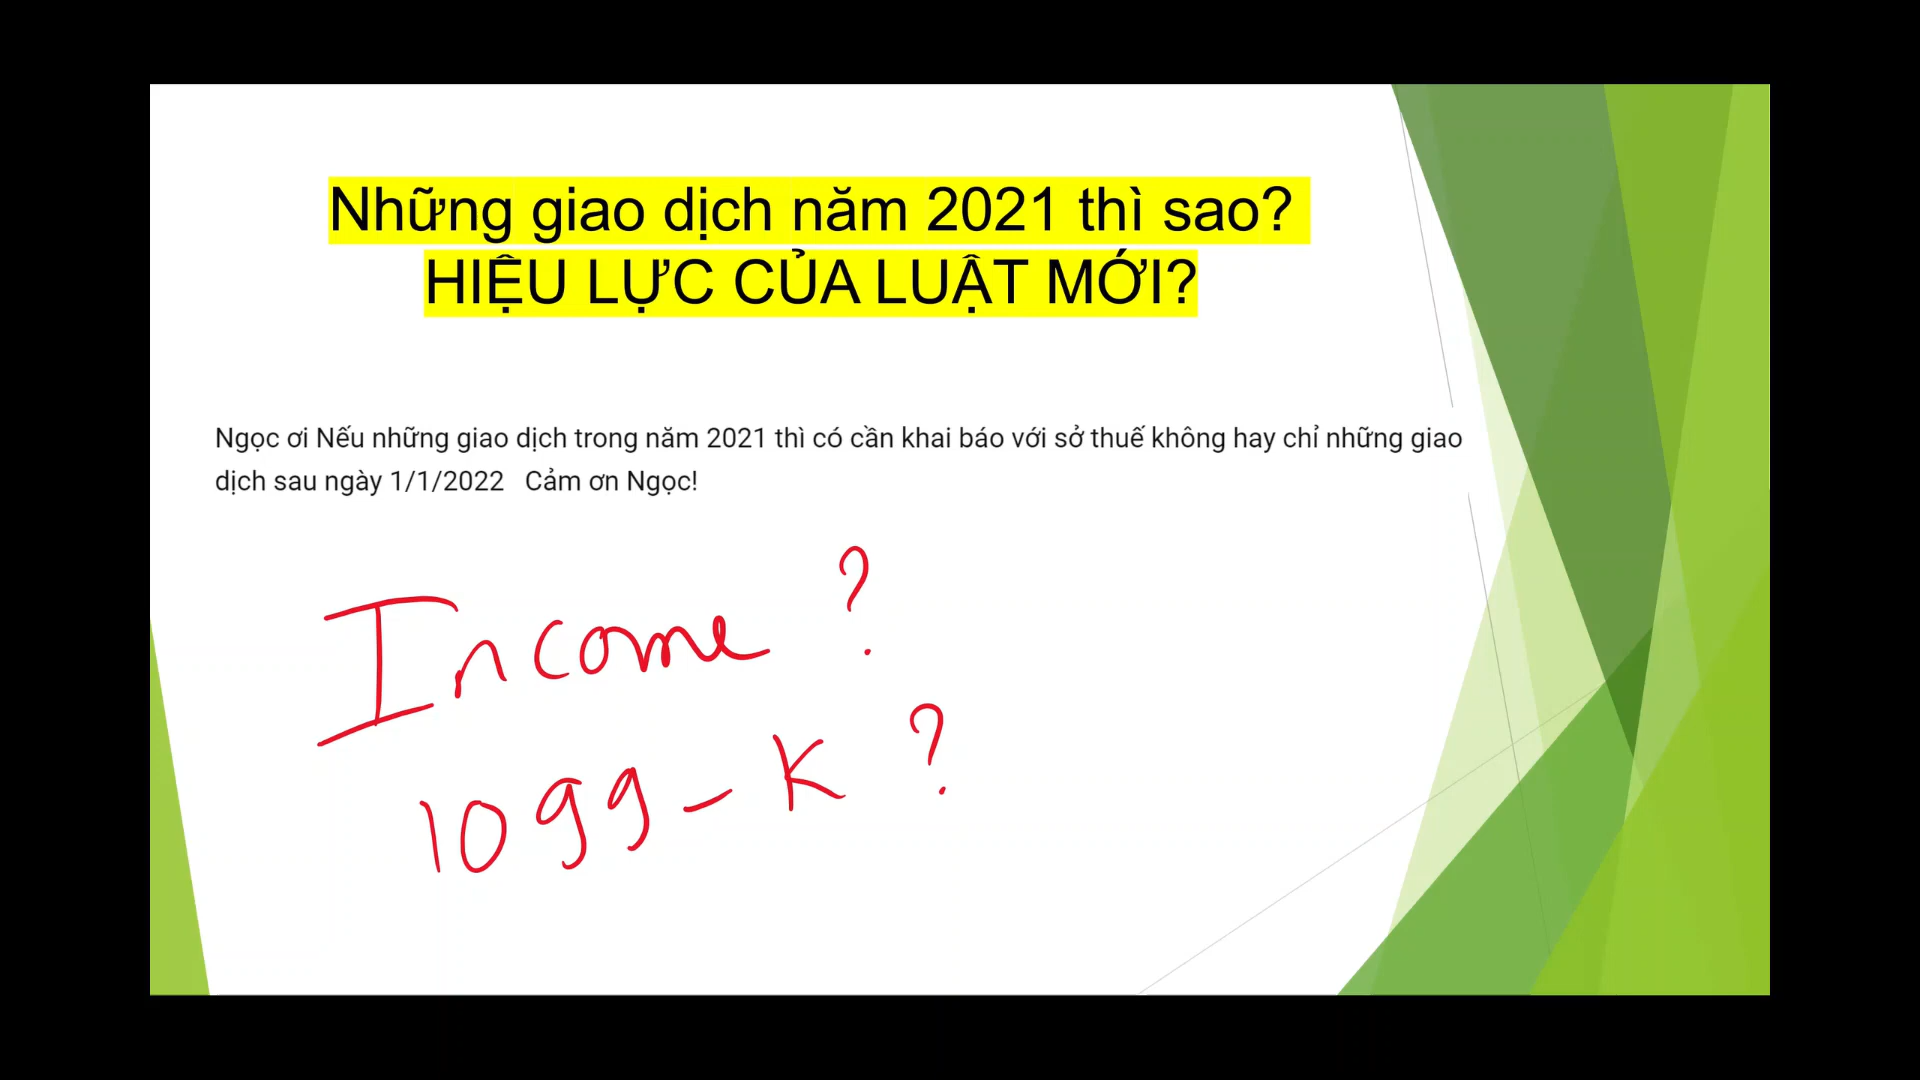 Những giao dịch năm 2021 thì sao?
HIỆU LỰC CỦA LUẬT MỚI?
Ngọc ơi Nếu những giao dịch trong năm 2021 thì có cần khai báo với sở thuế không hay chỉ những giao
dịch sau ngày 1/1/2022 Cảm ơn Ngọc!
Income ?
1099-K ?